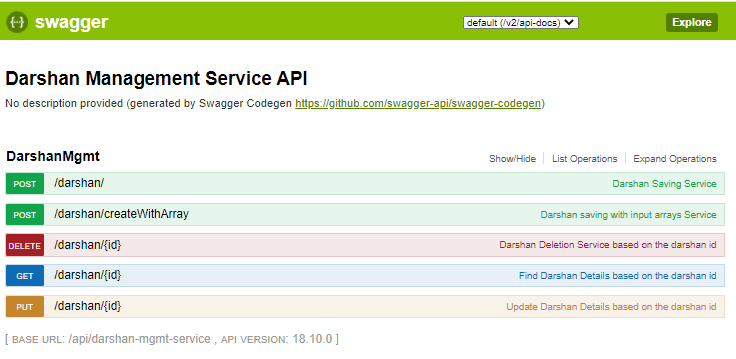 swagger default (/v2/api-docs) Explore
Darshan Management Service API
No description provided (generated by Swagger Codegen https://github.com/swagger-api/swagger-codegen)
DarshanMgmt Show/Hide List Operations Expand Operations
POST /darshan/ Darshan Saving Service
POST /darshan/createWithArray Darshan saving with input arrays Service
DELETE /darshan/{id} Darshan Deletion Service based on the darshan id
GET /darshan/{id} Find Darshan Details based on the darshan id
PUT /darshan/{id} Update Darshan Details based on the darshan id
[ BASE URL: /api/darshan-mgmt-service , API VERSION: 18.10.0 ]